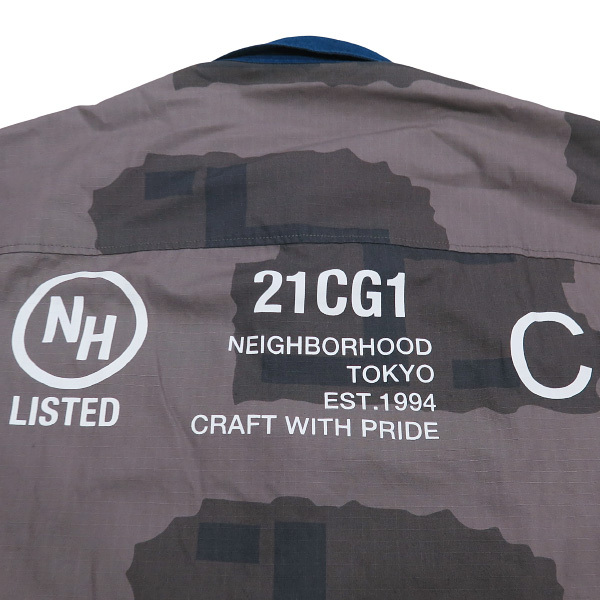 NH
LISTED
21CG1
NEIGHBORHOOD
TOKYO
EST.1994
CRAFT WITH PRIDE
C